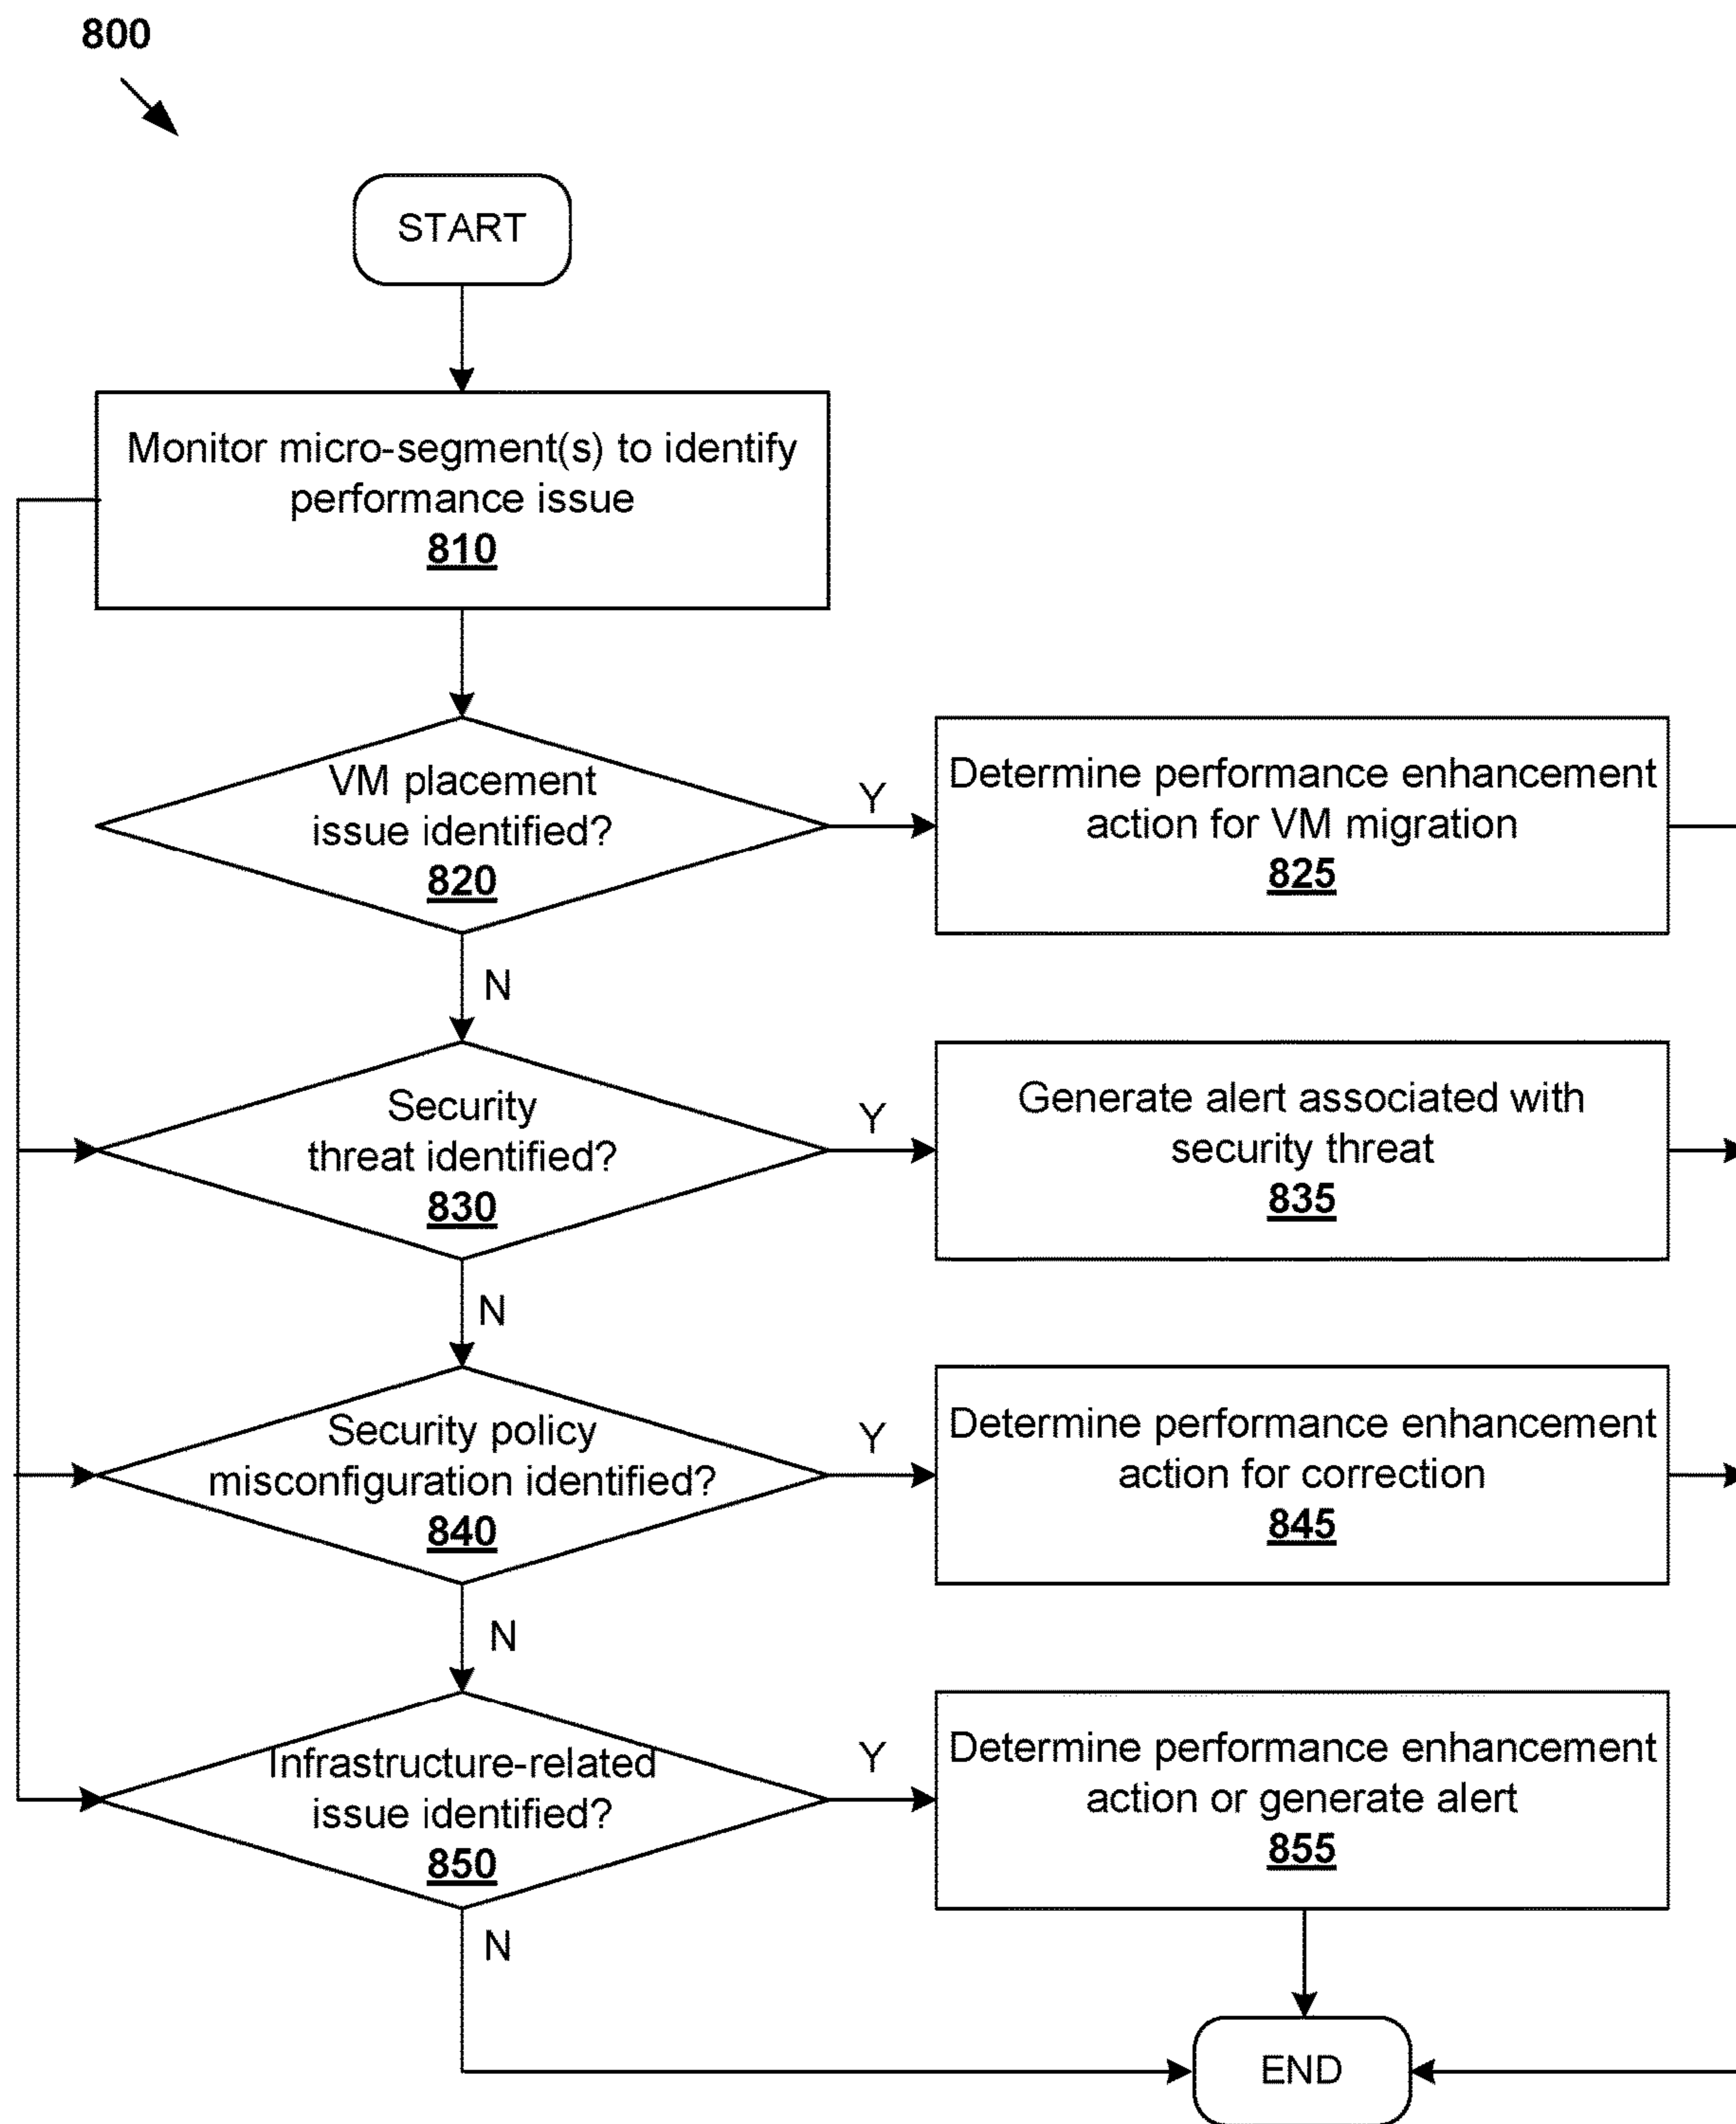 800
START
Monitor micro-segment(s) to identify
performance issue
810
VM placement
issue identified?
820
Y
Determine performance enhancement
action for VM migration
825
N
Security
threat identified?
830
Y
Generate alert associated with
security threat
835
N
Security policy
misconfiguration identified?
840
Y
Determine performance enhancement
action for correction
845
N
Infrastructure-related
issue identified?
850
Y
Determine performance enhancement
action or generate alert
855
N
END